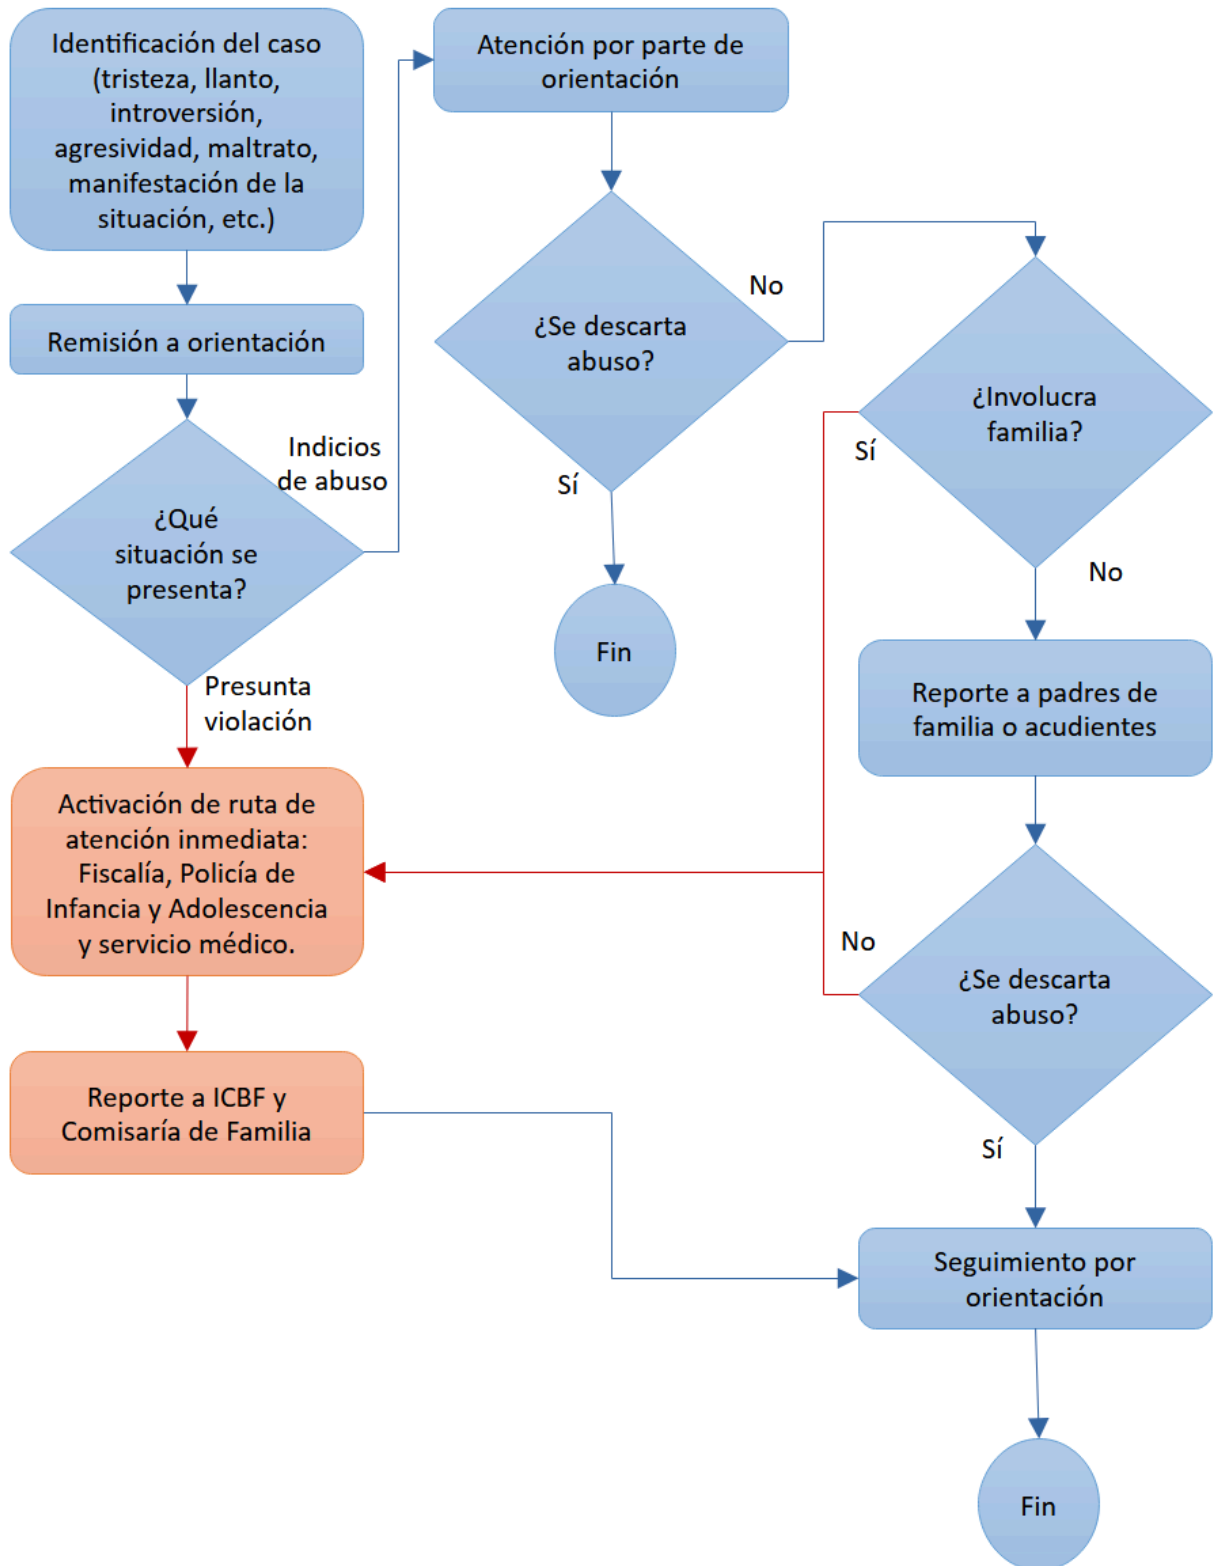 Identificación del caso
(tristeza, llanto,
introversión,
agresividad, maltrato,
manifestación de la
situación, etc.)
Remisión a orientación
¿Qué
situación se
presenta?
Indicios
de abuso
Presunta
violación
Activación de ruta de
atención inmediata:
Fiscalía, Policía de
Infancia y Adolescencia
y servicio médico.
Reporte a ICBF y
Comisaría de Familia
Atención por parte de
orientación
¿Se descarta
abuso?
No
Sí
Fin
¿Involucra
familia?
Sí
No
Reporte a padres de
familia o acudientes
¿Se descarta
abuso?
No
Sí
Seguimiento por
orientación
Fin